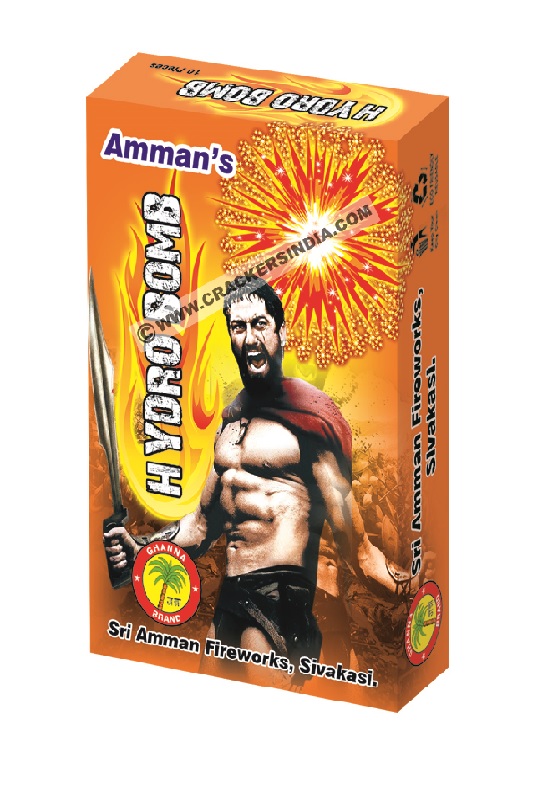 10 Pieces
HYDRO BOMB
Amman's
HYDRO BOMB
© WWW.CRACKERSINDIA.COM
GHANNA
BRAND
Sri Amman Fireworks, Sivakasi.
Sri Amman Fireworks,
Sivakasi.